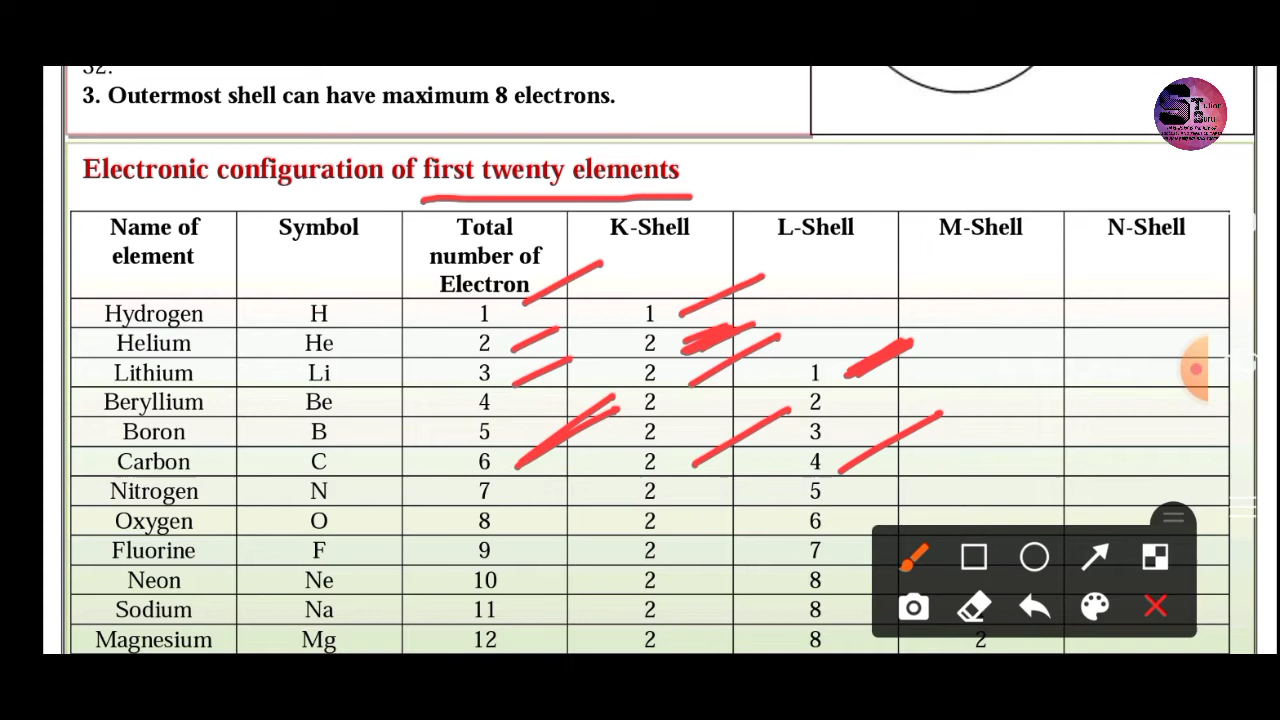 32.
3. Outermost shell can have maximum 8 electrons.
Electronic configuration of first twenty elements
Name of element Symbol Total number of Electron K-Shell L-Shell M-Shell N-Shell
Hydrogen H 1 1
Helium He 2 2
Lithium Li 3 2 1
Beryllium Be 4 2 2
Boron B 5 2 3
Carbon C 6 2 4
Nitrogen N 7 2 5
Oxygen O 8 2 6
Fluorine F 9 2 7
Neon Ne 10 2 8
Sodium Na 11 2 8
Magnesium Mg 12 2 8 2